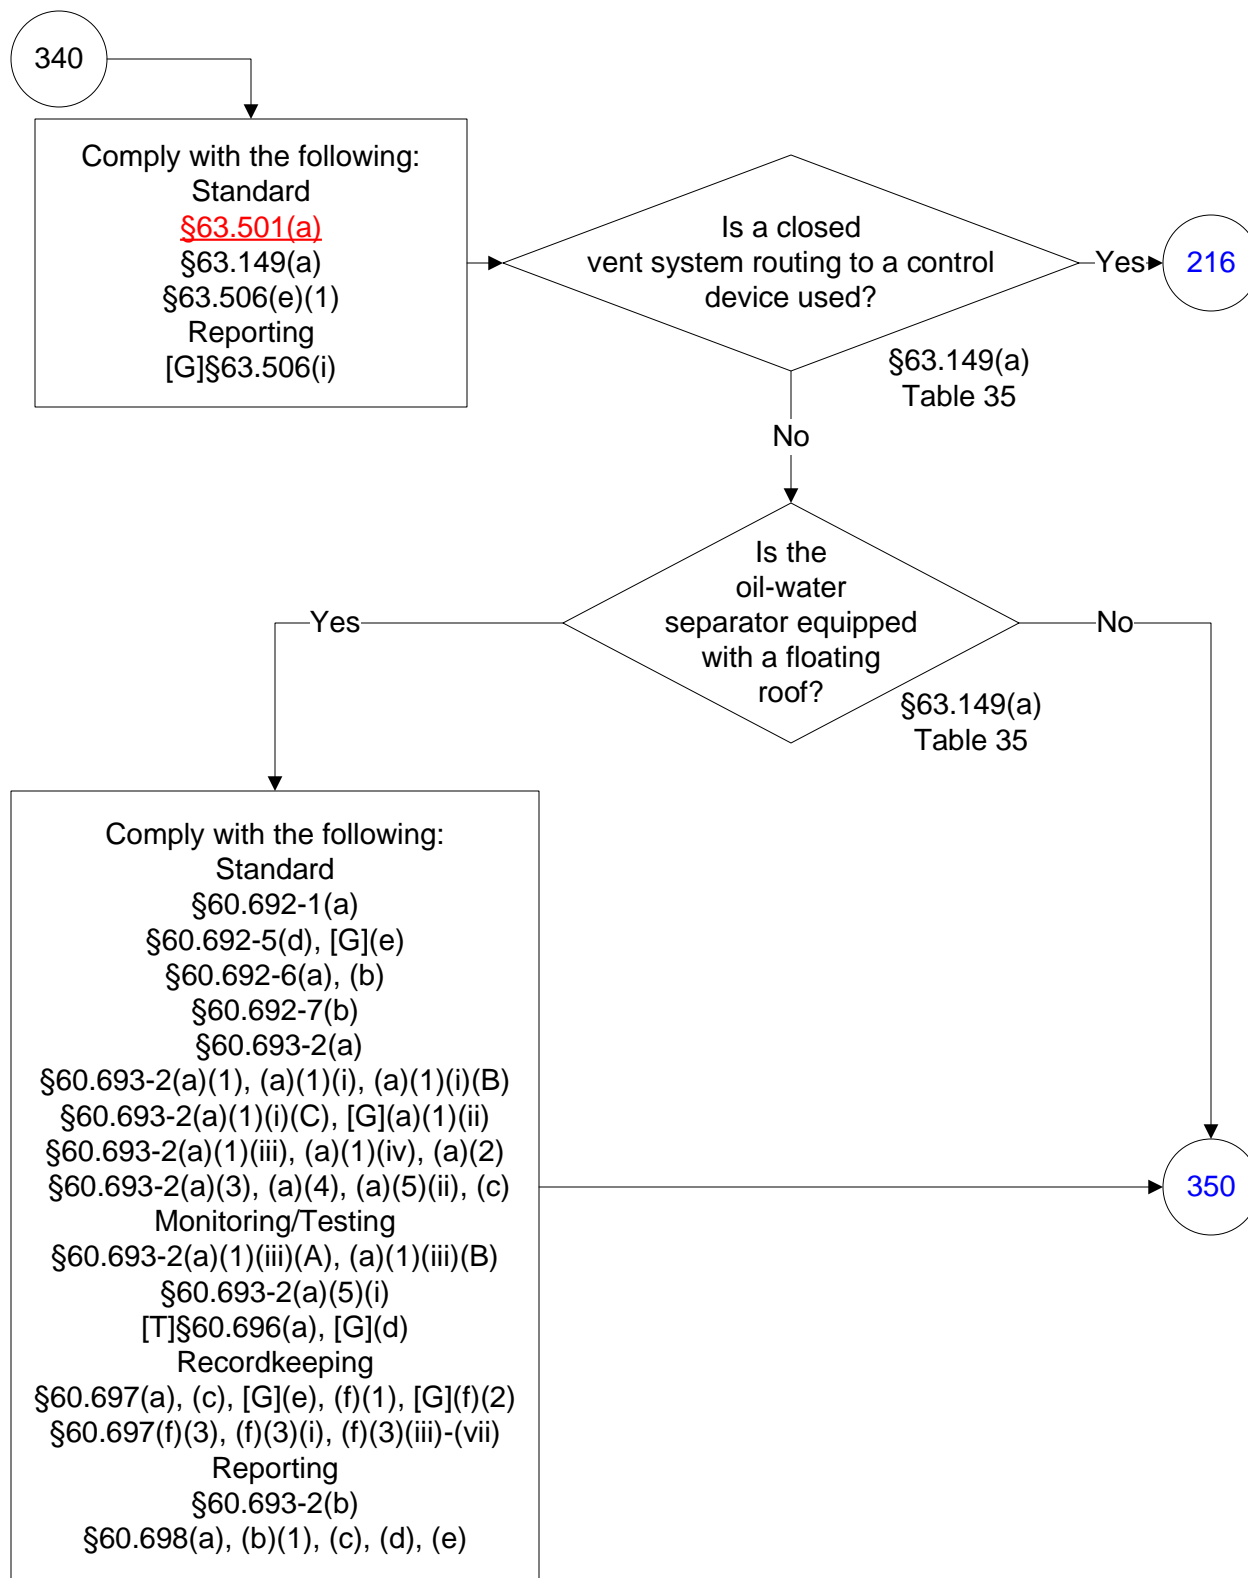 340
Comply with the following:
Standard
§63.501(a)
§63.149(a)
§63.506(e)(1)
Reporting
[G]§63.506(i)
Is a closed
vent system routing to a control
device used?
Yes
216
§63.149(a)
Table 35
No
Is the
oil-water
separator equipped
with a floating
roof?
Yes
No
§63.149(a)
Table 35
Comply with the following:
Standard
§60.692-1(a)
§60.692-5(d), [G](e)
§60.692-6(a), (b)
§60.692-7(b)
§60.693-2(a)
§60.693-2(a)(1), (a)(1)(i), (a)(1)(i)(B)
§60.693-2(a)(1)(i)(C), [G](a)(1)(ii)
§60.693-2(a)(1)(iii), (a)(1)(iv), (a)(2)
§60.693-2(a)(3), (a)(4), (a)(5)(ii), (c)
Monitoring/Testing
§60.693-2(a)(1)(iii)(A), (a)(1)(iii)(B)
§60.693-2(a)(5)(i)
[T]§60.696(a), [G](d)
Recordkeeping
§60.697(a), (c), [G](e), (f)(1), [G](f)(2)
§60.697(f)(3), (f)(3)(i), (f)(3)(iii)-(vii)
Reporting
§60.693-2(b)
§60.698(a), (b)(1), (c), (d), (e)
350